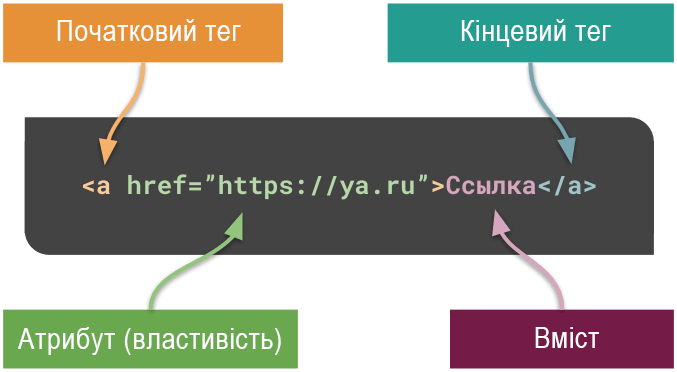 Початковий тег
Кінцевий тег
<a href=”https://ya.ru”>Ссылка</a>
Атрибут (властивість)
Вміст